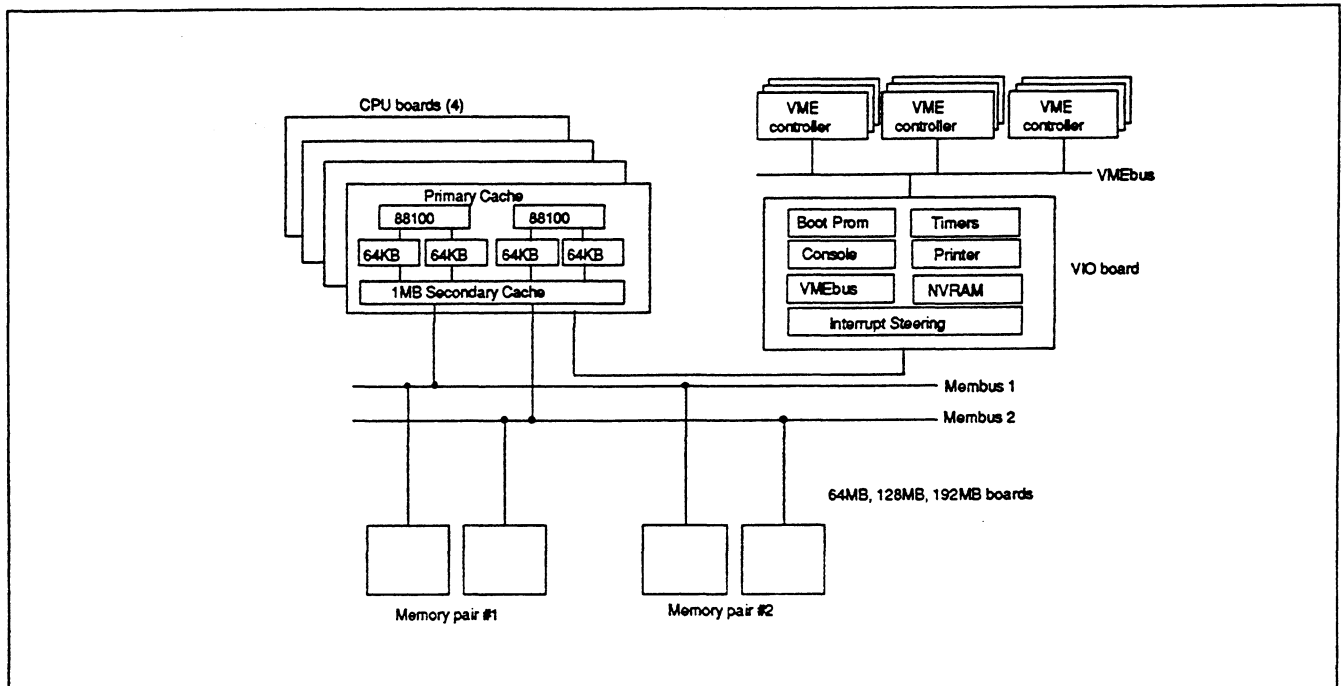 CPU boards (4)
Primary Cache
88100
88100
64KB
64KB
64KB
64KB
1MB Secondary Cache
VME
controller
VME
controller
VME
controller
VMEbus
Boot Prom
Timers
Console
Printer
VMEbus
NVRAM
Interrupt Steering
VIO board
Membus 1
Membus 2
64MB, 128MB, 192MB boards
Memory pair #1
Memory pair #2